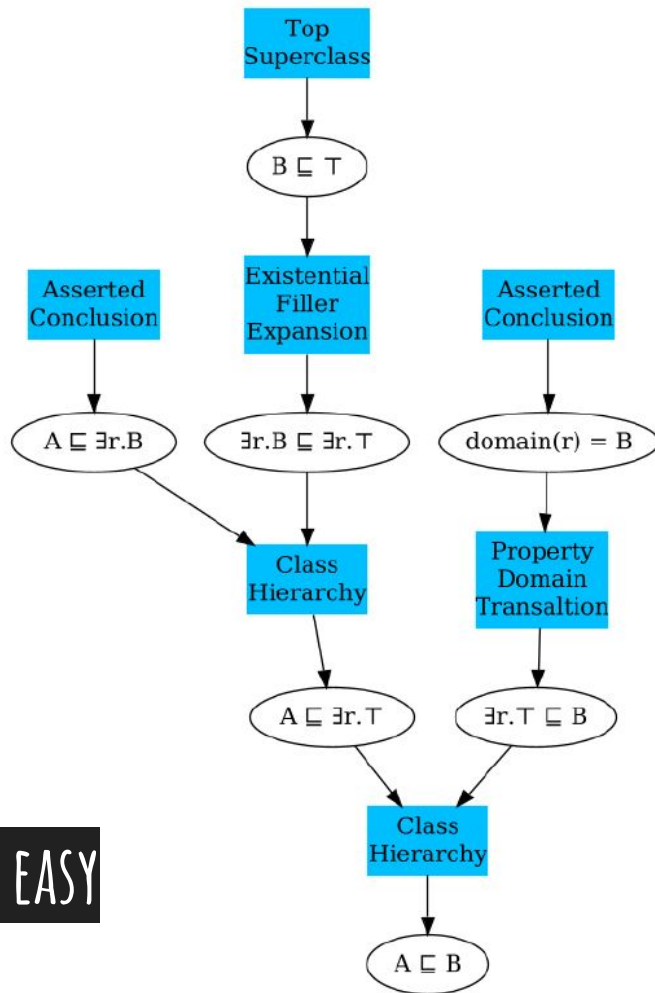 Top
Superclass
B ⊑ ⊤
Asserted
Conclusion
Existential
Filler
Expansion
Asserted
Conclusion
A ⊑ ∃r.B
∃r.B ⊑ ∃r.⊤
domain(r) = B
Class
Hierarchy
Property
Domain
Transaltion
A ⊑ ∃r.⊤
∃r.⊤ ⊑ B
Class
Hierarchy
EASY
A ⊑ B